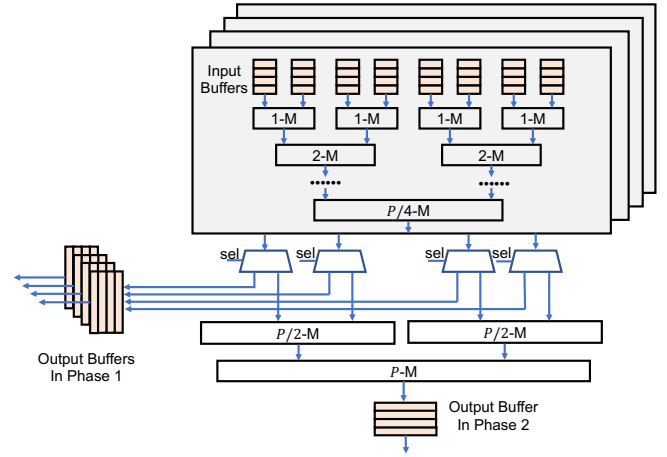 Input
Buffers
1-M 1-M 1-M 1-M
2-M 2-M
...... ......
P/4-M
sel sel sel sel
P/2-M P/2-M
Output Buffers
In Phase 1
P-M
Output Buffer
In Phase 2